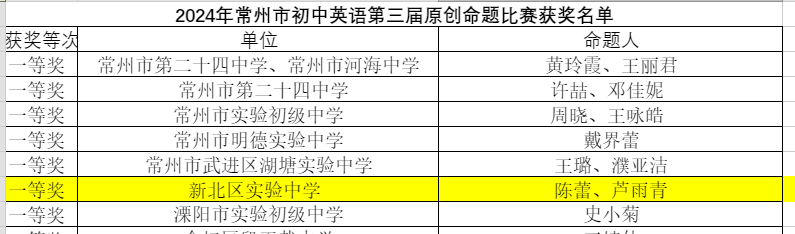 2024年常州市初中英语第三届原创命题比赛获奖名单
获奖等次 单位 命题人
一等奖 常州市第二十四中学、常州市河海中学 黄玲霞、王丽君
一等奖 常州市第二十四中学 许喆、邓佳妮
一等奖 常州市实验初级中学 周晓、王咏皓
一等奖 常州市明德实验中学 戴界蕾
一等奖 常州市武进区湖塘实验中学 王璐、濮亚洁
一等奖 新北区实验中学 陈蕾、芦雨青
一等奖 溧阳市实验初级中学 史小菊